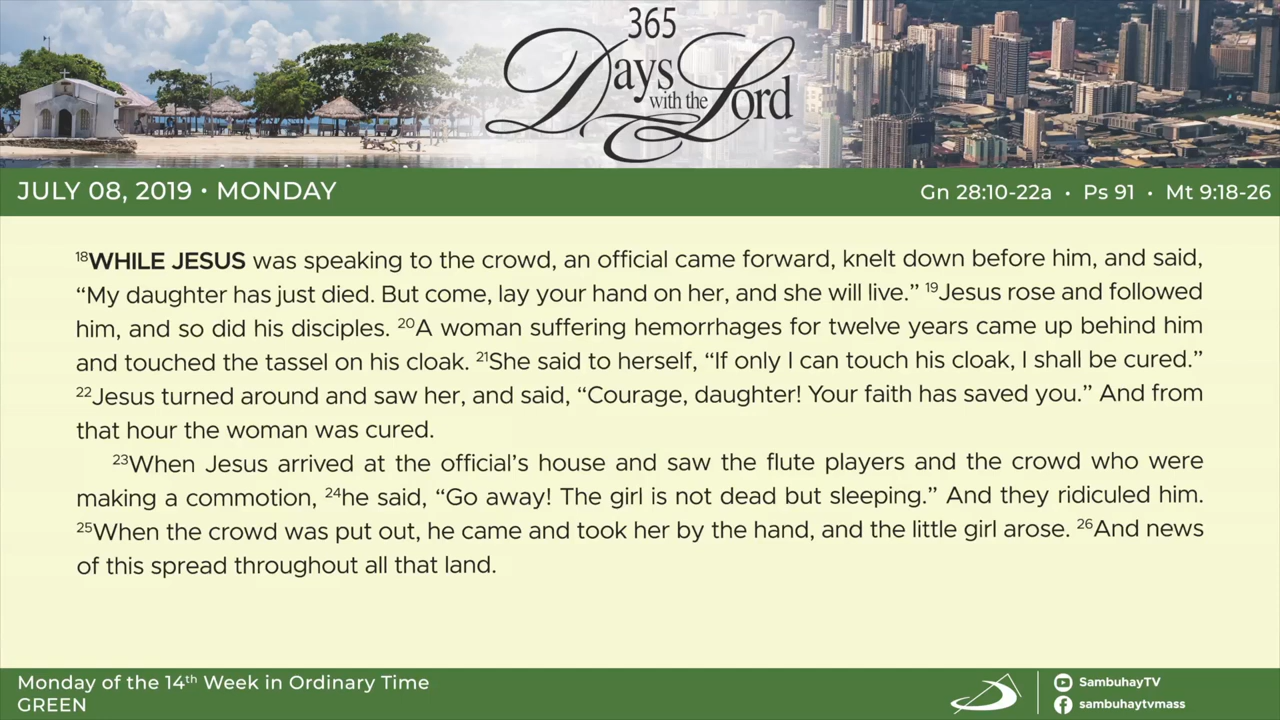 365
Days
with the
Lord
JULY 08, 2019 • MONDAY
Gn 28:10-22a • Ps 91 • Mt 9:18-26
¹⁸WHILE JESUS was speaking to the crowd, an official came forward, knelt down before him, and said,
“My daughter has just died. But come, lay your hand on her, and she will live.” ¹⁹Jesus rose and followed
him, and so did his disciples. ²⁰A woman suffering hemorrhages for twelve years came up behind him
and touched the tassel on his cloak. ²¹She said to herself, “If only I can touch his cloak, I shall be cured.”
²²Jesus turned around and saw her, and said, “Courage, daughter! Your faith has saved you.” And from
that hour the woman was cured.
²³When Jesus arrived at the official’s house and saw the flute players and the crowd who were
making a commotion, ²⁴he said, “Go away! The girl is not dead but sleeping.” And they ridiculed him.
²⁵When the crowd was put out, he came and took her by the hand, and the little girl arose. ²⁶And news
of this spread throughout all that land.
Monday of the 14ᵗʰ Week in Ordinary Time
GREEN
SambuhayTV
sambuhaytvmass